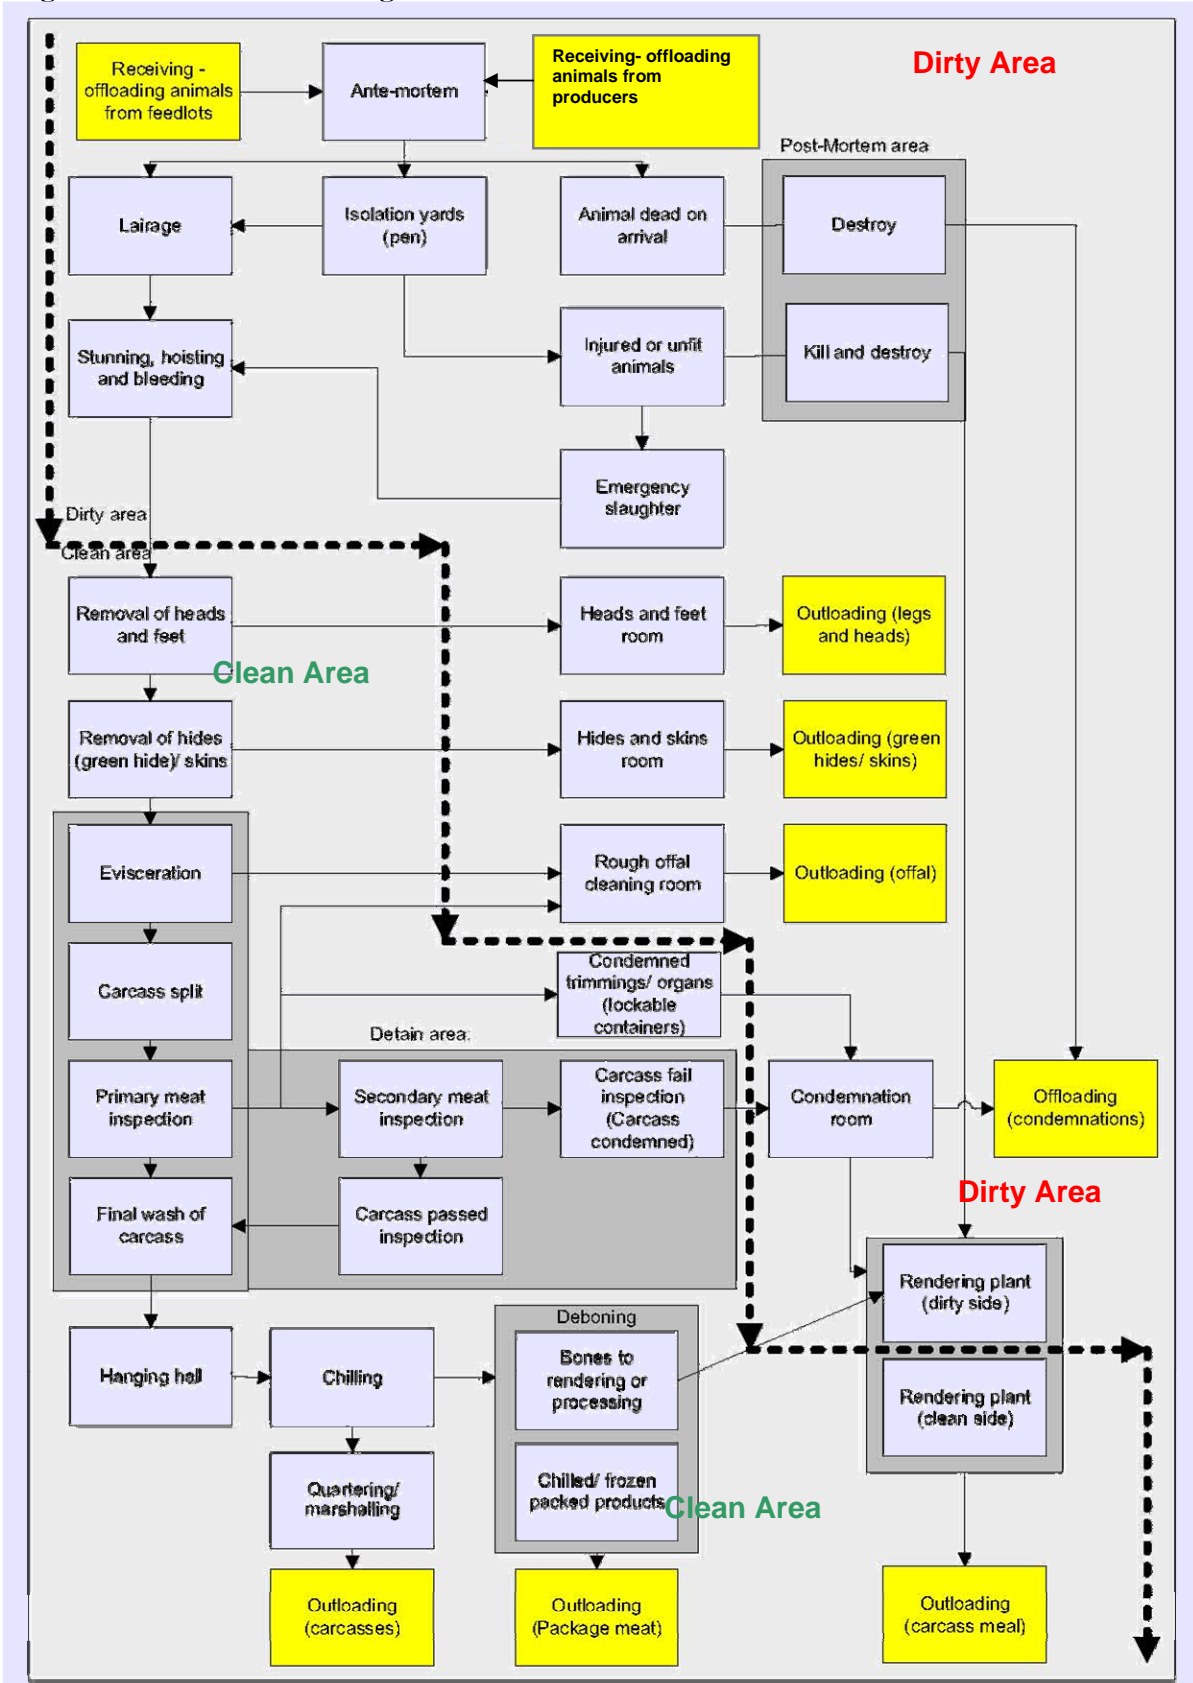 Receiving -
offloading animals
from feedlots
Ante-mortem
Receiving- offloading
animals from
producers
Dirty Area
Post-Mortem area
Lairage
Isolation yards
(pen)
Animal dead on
arrival
Destroy
Stunning, hoisting
and bleeding
Injured or unfit
animals
Kill and destroy
Emergency
slaughter
Dirty area
Clean area
Removal of heads
and feet
Heads and feet
room
Outloading (legs
and heads)
Clean Area
Removal of hides
(green hide)/ skins
Hides and skins
room
Outloading (green
hides/ skins)
Evisceration
Rough offal
cleaning room
Outloading (offal)
Carcass split
Condemned
trimmings/ organs
(lockable
containers)
Detain area:
Primary meat
inspection
Secondary meat
inspection
Carcass fail
inspection
(Carcass
condemned)
Condemnation
room
Offloading
(condemnations)
Dirty Area
Final wash of
carcass
Carcass passed
inspection
Rendering plant
(dirty side)
Deboning
Hanging hall
Chilling
Bones to
rendering or
processing
Rendering plant
(clean side)
Quartering/
marshalling
Chilled/ frozen
packed products
Clean Area
Outloading
(carcasses)
Outloading
(Package meat)
Outloading
(carcass meal)